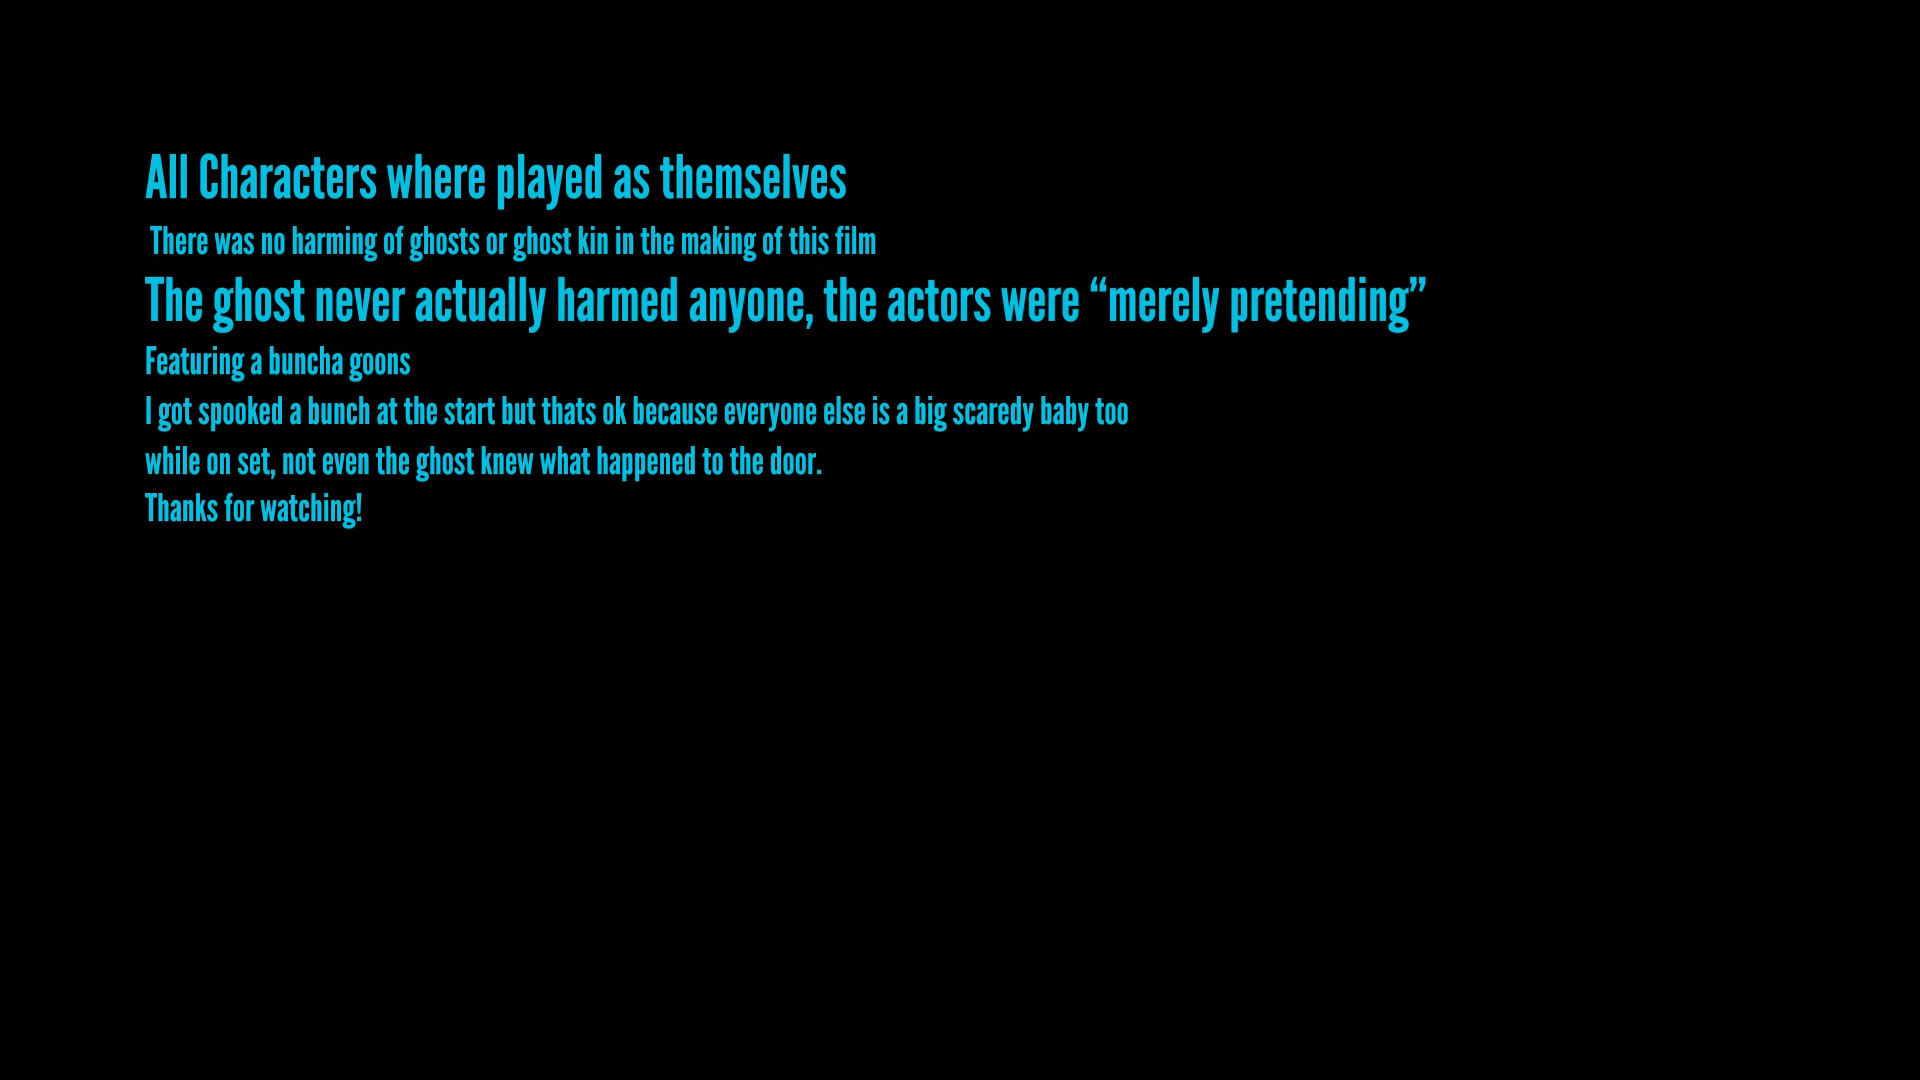 All Characters where played as themselves
There was no harming of ghosts or ghost kin in the making of this film
The ghost never actually harmed anyone, the actors were “merely pretending”
Featuring a buncha goons
I got spooked a bunch at the start but thats ok because everyone else is a big scaredy baby too
while on set, not even the ghost knew what happened to the door.
Thanks for watching!